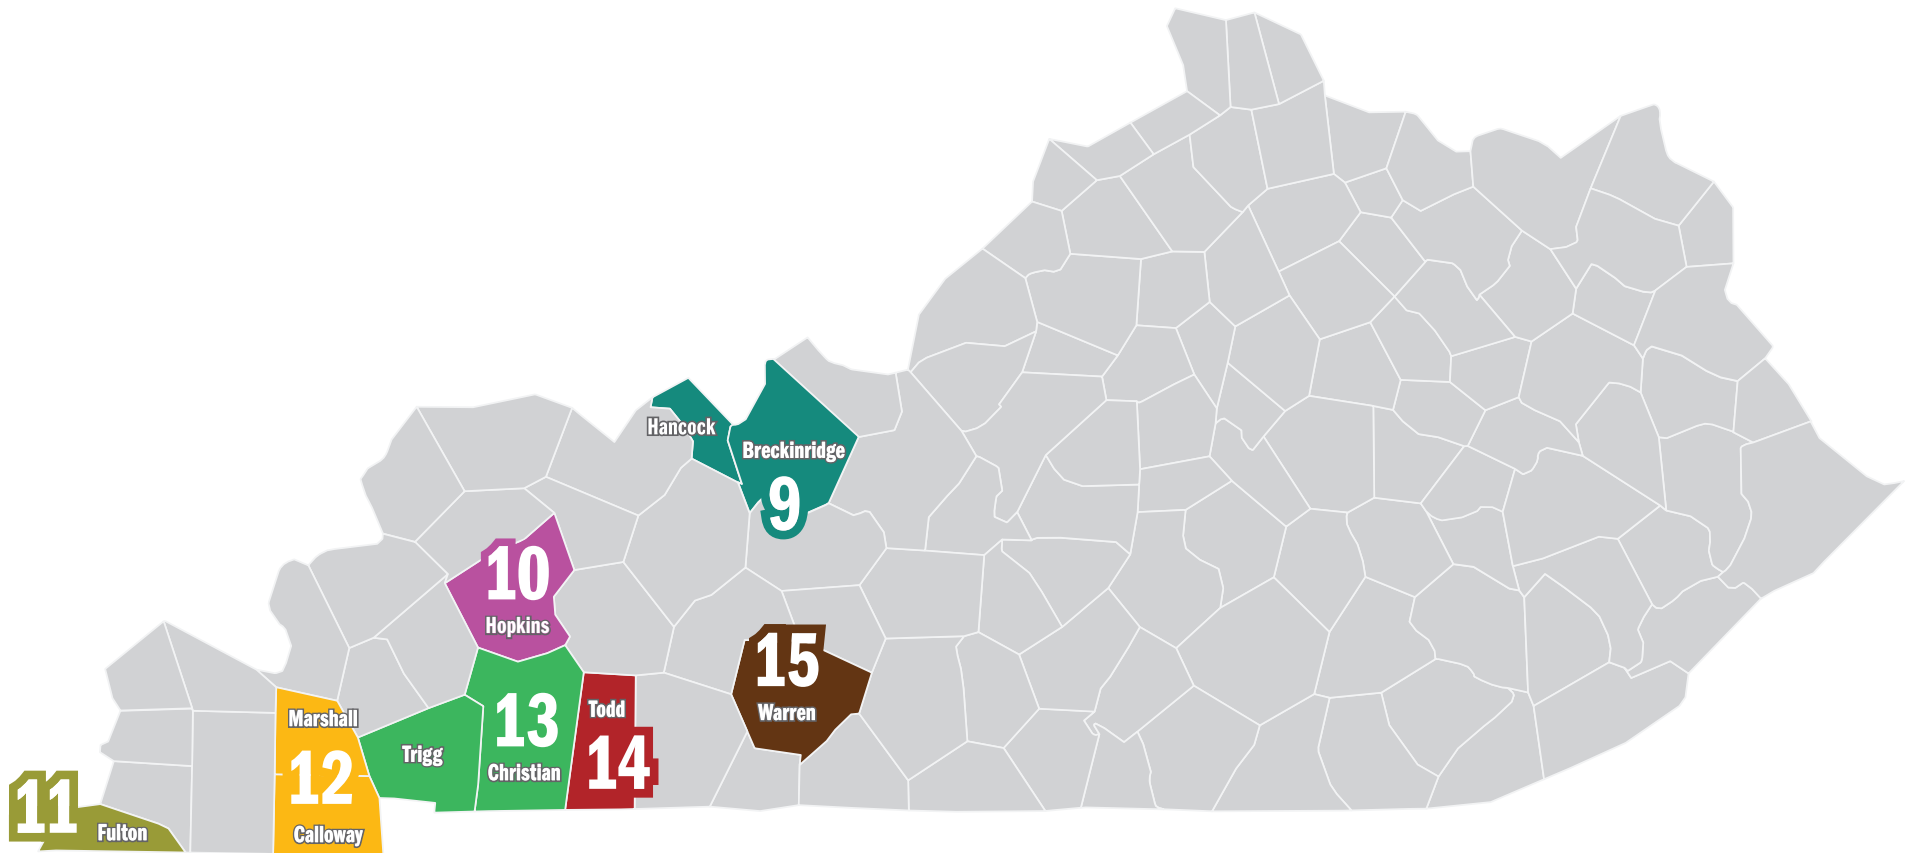 Hancock
Breckinridge
9
10
Hopkins
15
Warren
Marshall
12
Calloway
Trigg
13
Christian
Todd
14
11
Fulton